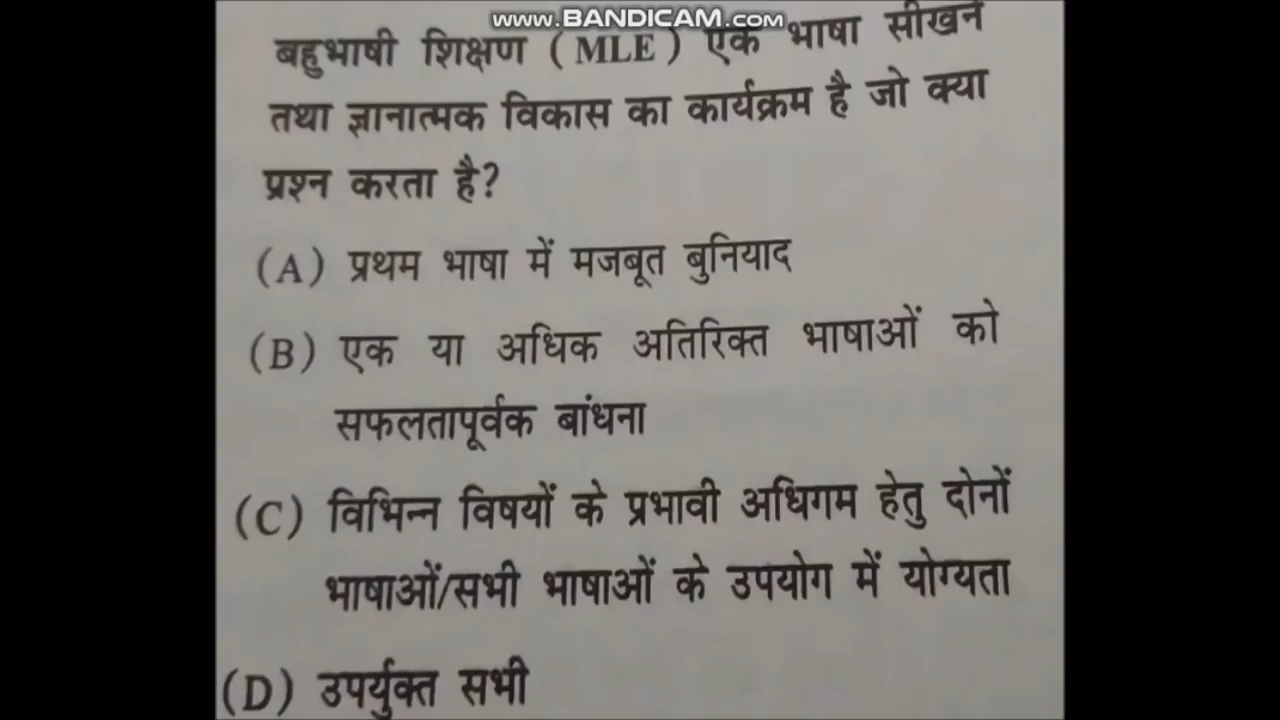 www.BANDICAM.com
बहुभाषी शिक्षण (MLE) एक भाषा सीखने
तथा ज्ञानात्मक विकास का कार्यक्रम है जो क्या
प्रश्न करता है?
(A) प्रथम भाषा में मजबूत बुनियाद
(B) एक या अधिक अतिरिक्त भाषाओं को
सफलतापूर्वक बांधना
(C) विभिन्न विषयों के प्रभावी अधिगम हेतु दोनों
भाषाओं/सभी भाषाओं के उपयोग में योग्यता
(D) उपर्युक्त सभी